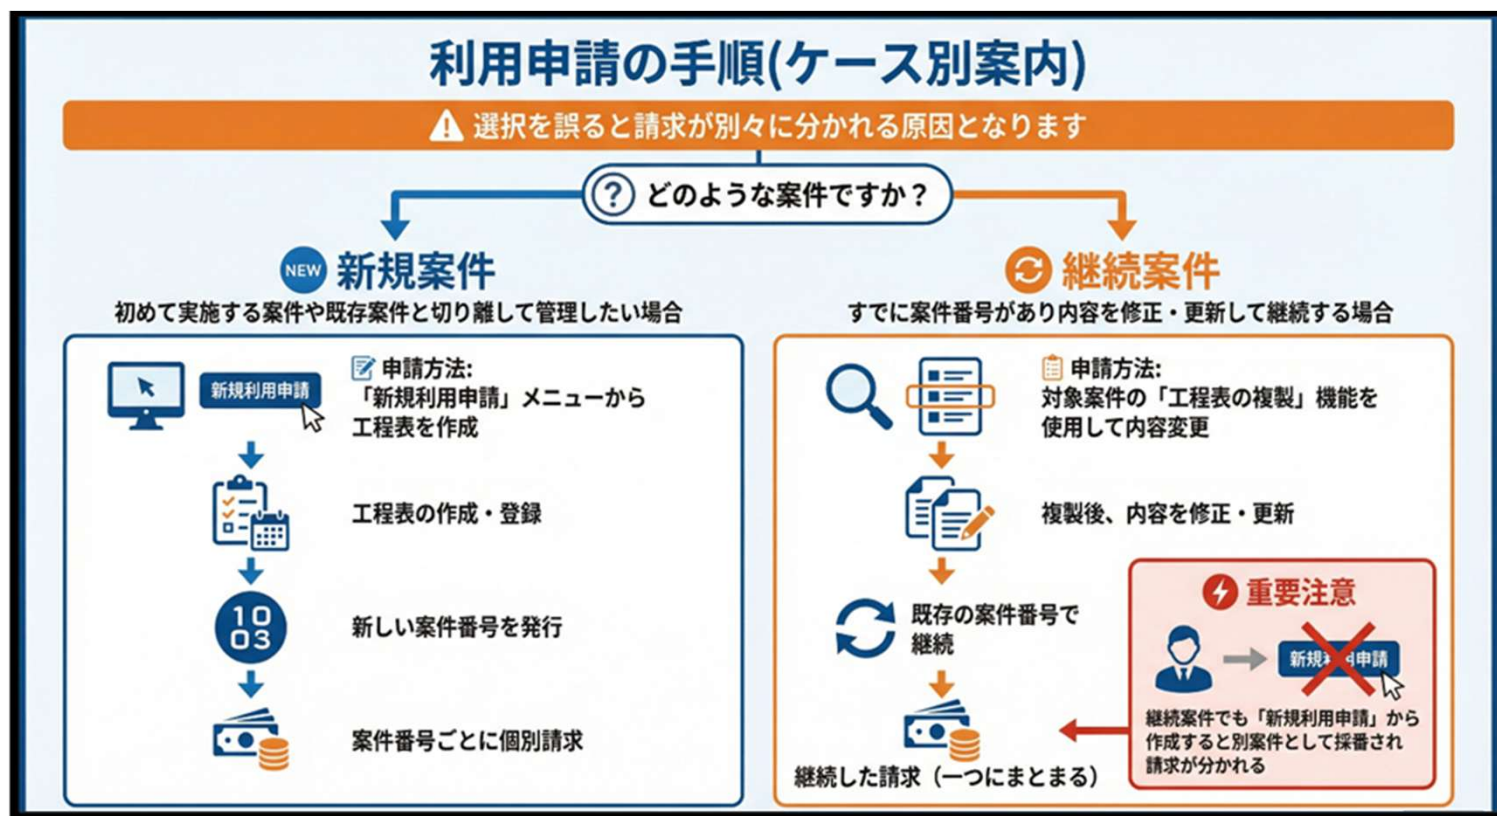 利用申請の手順(ケース別案内)
選択を誤ると請求が別々に分かれる原因となります
? どのような案件ですか？
NEW 新規案件
初めて実施する案件や既存案件と切り離して管理したい場合
新規利用申請
申請方法:
「新規利用申請」メニューから
工程表を作成
工程表の作成・登録
10
03
新しい案件番号を発行
案件番号ごとに個別請求
継続案件
すでに案件番号があり内容を修正・更新して継続する場合
申請方法:
対象案件の「工程表の複製」機能を
使用して内容変更
複製後、内容を修正・更新
既存の案件番号で
継続
継続した請求（一つにまとまる）
重要注意
新規利用申請
継続案件でも「新規利用申請」から
作成すると別案件として採番され
請求が分かれる